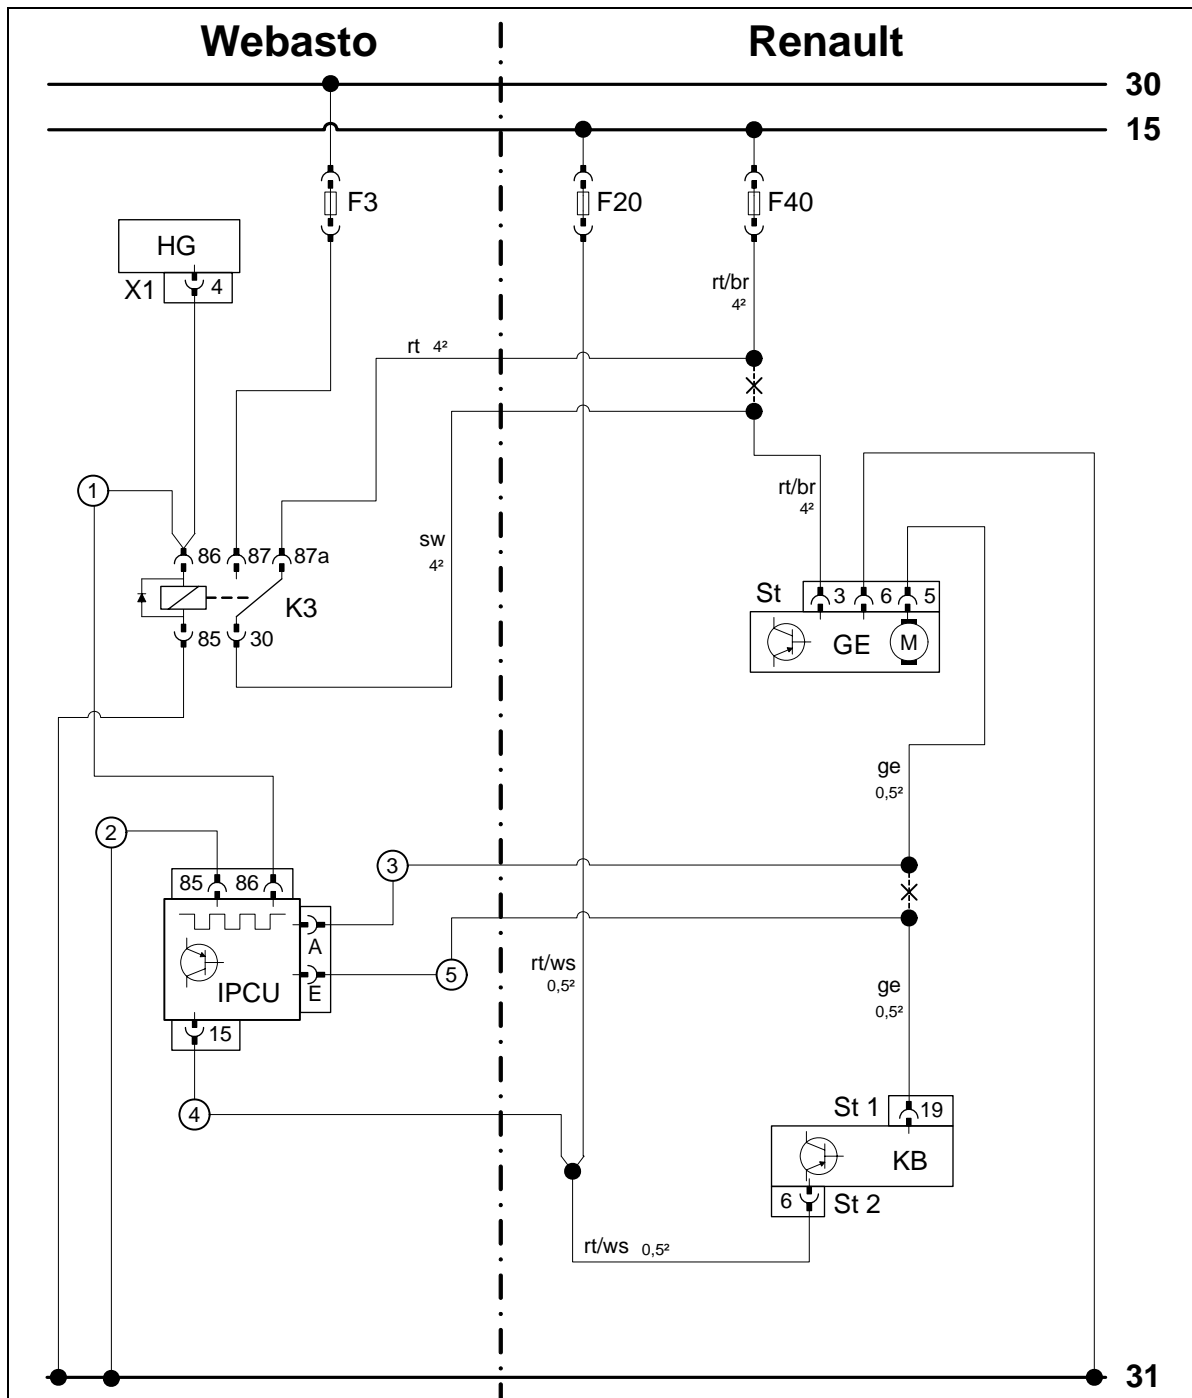 Webasto Renault
30
15
F3 F20 F40
HG
X1 4
rt/br
4²
rt 4²
rt/br
4²
1
sw
4²
86 87 87a
K3
85 30
St 3 6 5
GE M
ge
0,5²
2
3
85 86
A
rt/ws
0,5²
5
E
IPCU
ge
0,5²
15
4
St 1 19
KB
6 St 2
rt/ws 0,5²
31